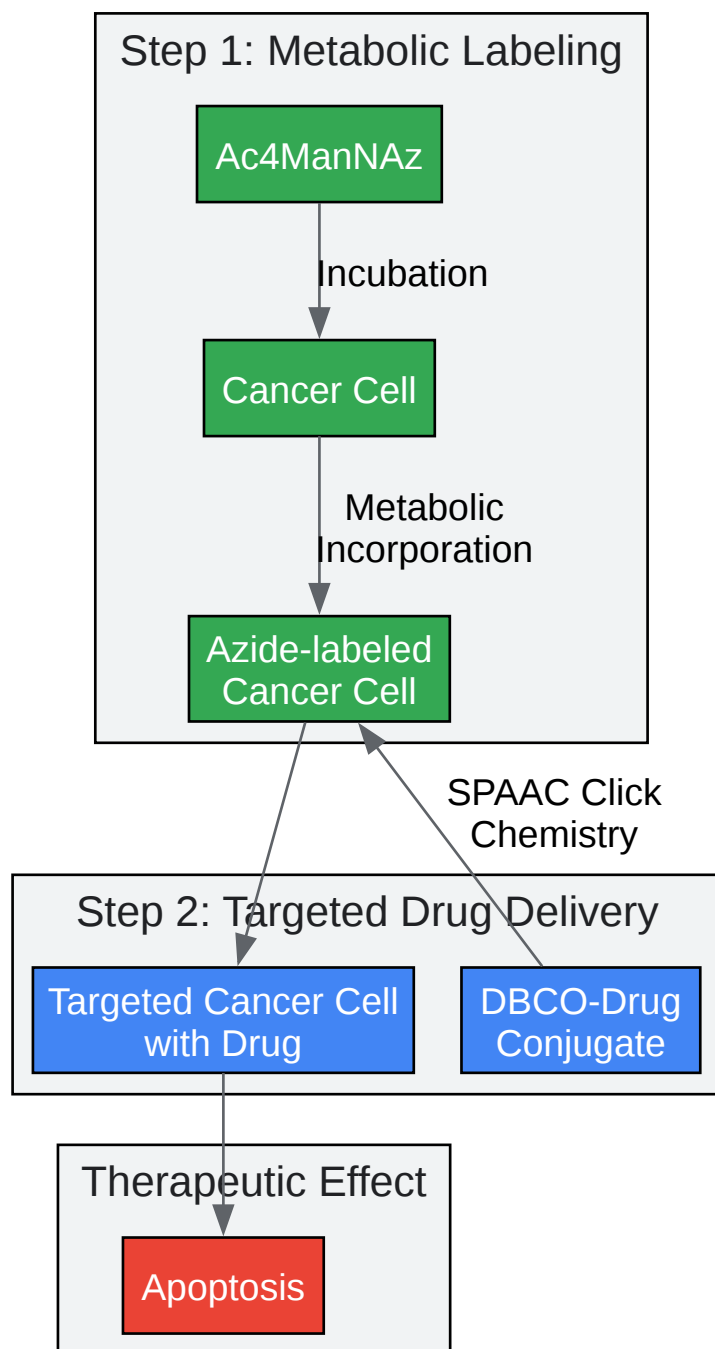 Step 1: Metabolic Labeling
Ac4ManNAz
Incubation
Cancer Cell
Metabolic
Incorporation
Azide-labeled
Cancer Cell
SPAAC Click
Chemistry
Step 2: Targeted Drug Delivery
Targeted Cancer Cell
with Drug
DBCO-Drug
Conjugate
Therapeutic Effect
Apoptosis